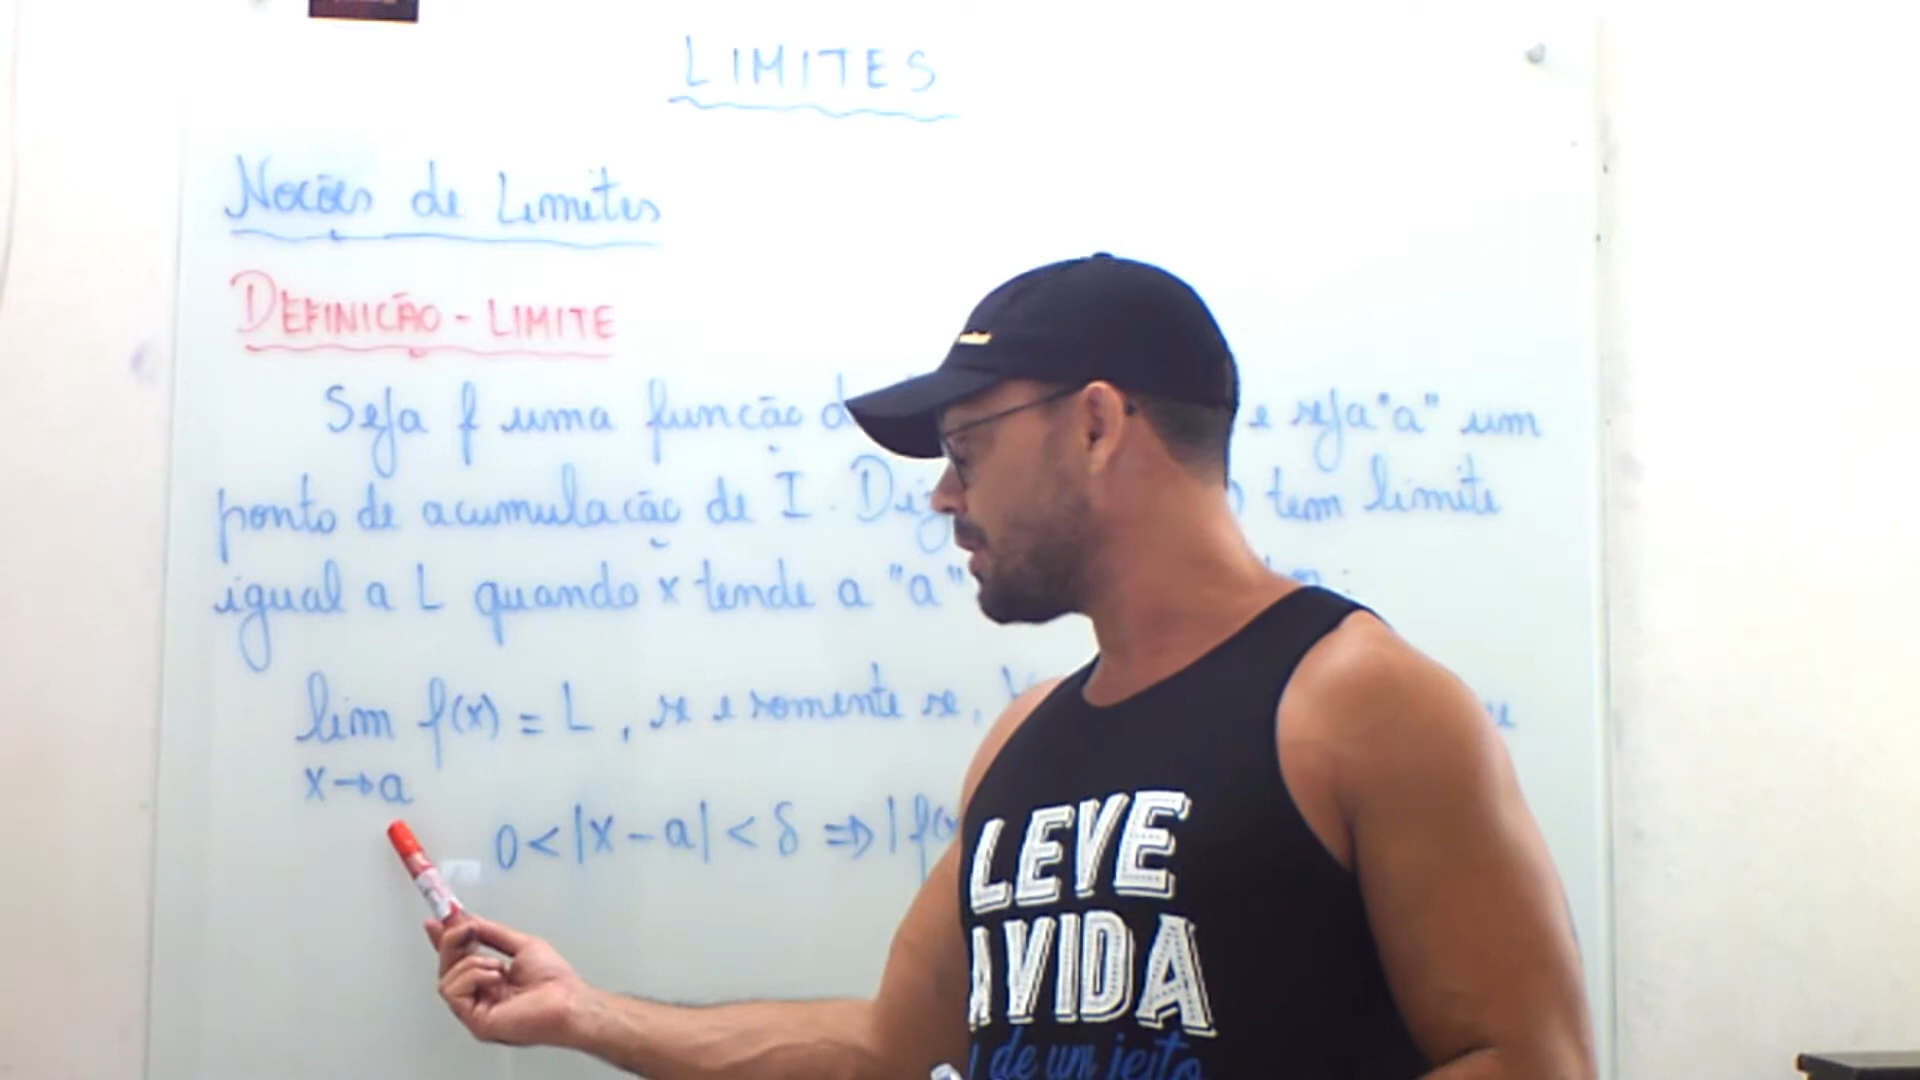 LIMITES
Noções de Limites
DEFINIÇÃO - LIMITE
Seja f uma função d e seja "a" um
ponto de acumulação de I. Diz tem limite
igual a L quando x tende a "a"
lim f(x) = L, se e somente se,
x→a
0<|x-a|<δ ⇒ |f(x
LEVE
A VIDA
de um jeito